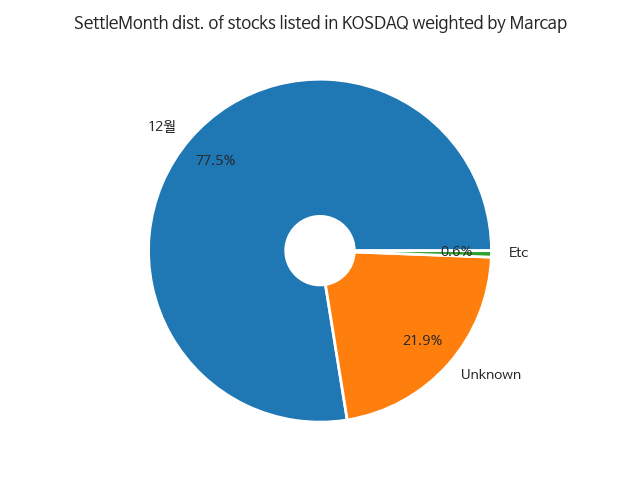 SettleMonth dist. of stocks listed in KOSDAQ weighted by Marcap
12월
77.5%
0.6%
Etc
21.9%
Unknown